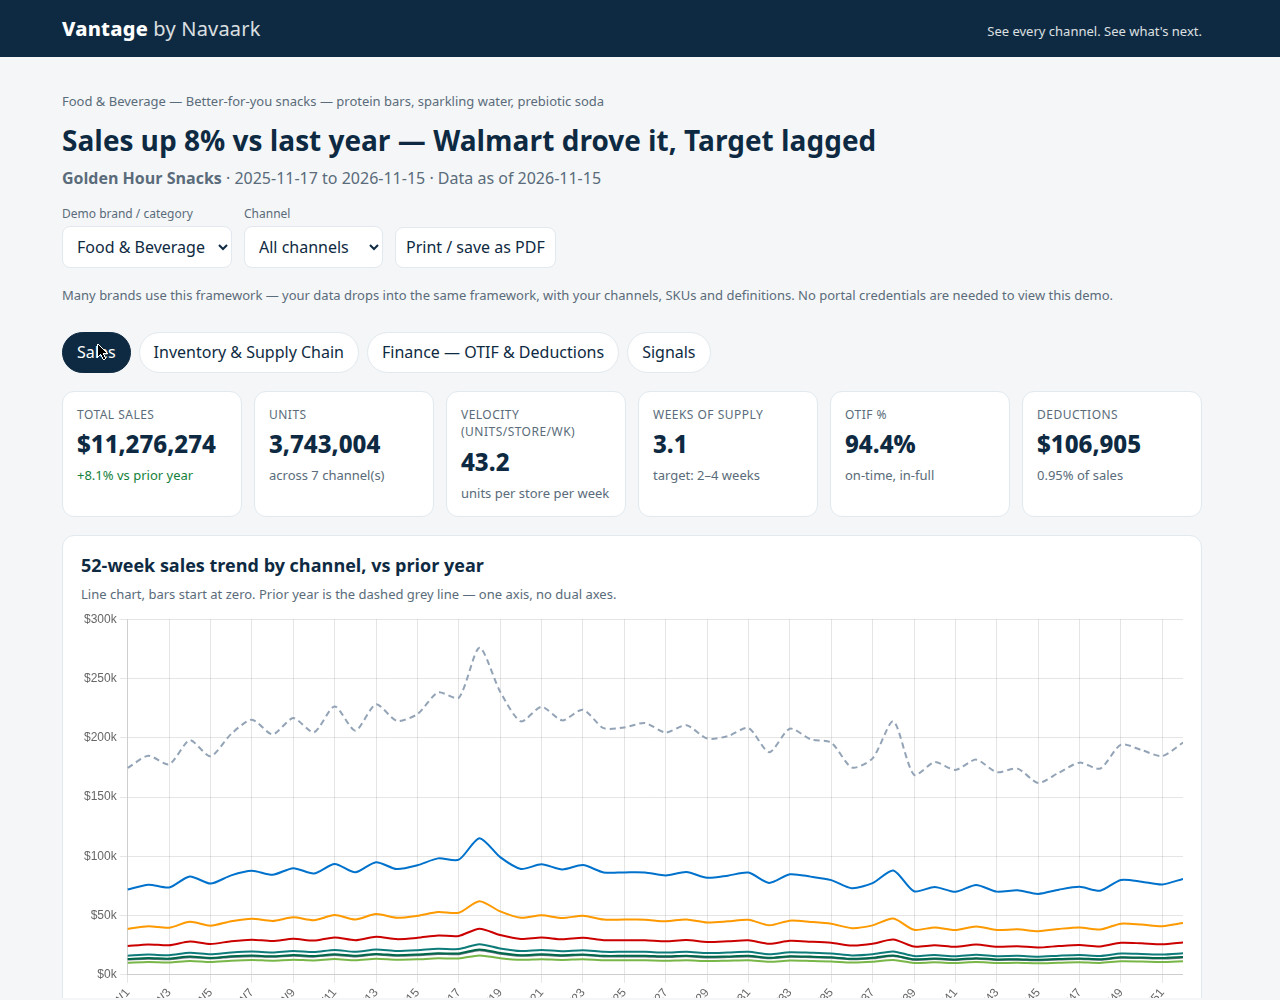 Vantage by Navaark
See every channel. See what's next.
Food & Beverage — Better-for-you snacks — protein bars, sparkling water, prebiotic soda
Sales up 8% vs last year — Walmart drove it, Target lagged
Golden Hour Snacks · 2025-11-17 to 2026-11-15 · Data as of 2026-11-15
Demo brand / category
Channel
Food & Beverage
All channels
Print / save as PDF
Many brands use this framework — your data drops into the same framework, with your channels, SKUs and definitions. No portal credentials are needed to view this demo.
Sales
Inventory & Supply Chain
Finance — OTIF & Deductions
Signals
TOTAL SALES
$11,276,274
+8.1% vs prior year
UNITS
3,743,004
across 7 channel(s)
VELOCITY
(UNITS/STORE/WK)
43.2
units per store per week
WEEKS OF SUPPLY
3.1
target: 2–4 weeks
OTIF %
94.4%
on-time, in-full
DEDUCTIONS
$106,905
0.95% of sales
52-week sales trend by channel, vs prior year
Line chart, bars start at zero. Prior year is the dashed grey line — one axis, no dual axes.
$300k
$250k
$200k
$150k
$100k
$50k
$0k